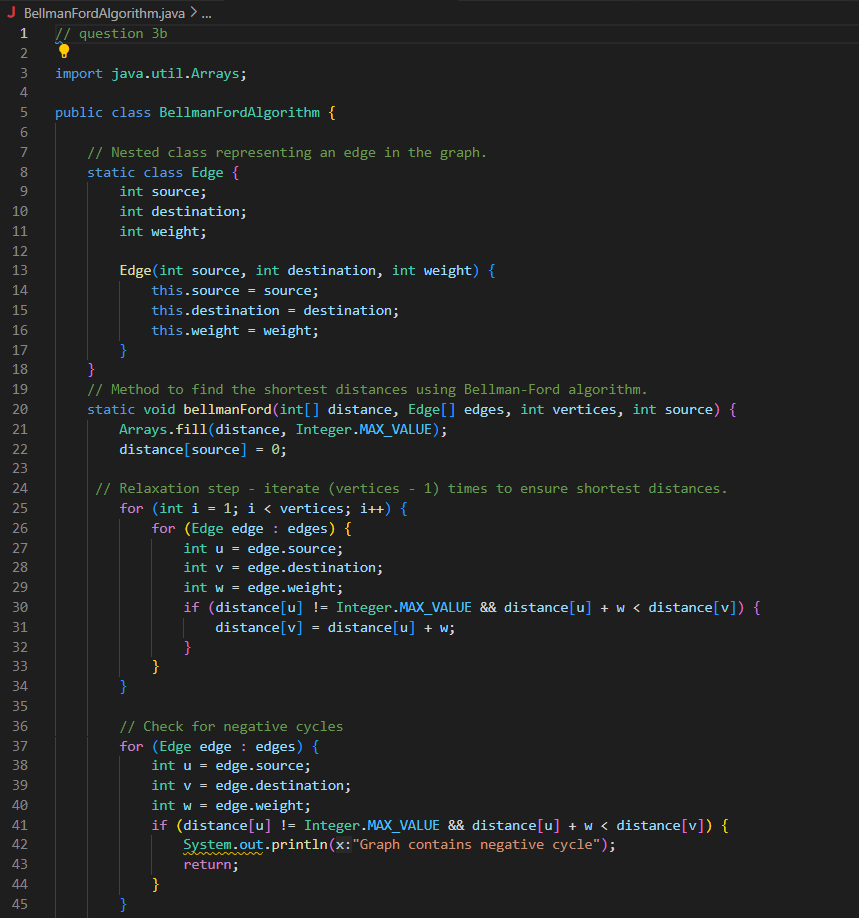 BellmanFordAlgorithm.java > ...
1 // question 3b
2
3 import java.util.Arrays;
4
5 public class BellmanFordAlgorithm {
6
7     // Nested class representing an edge in the graph.
8     static class Edge {
9         int source;
10         int destination;
11         int weight;
12
13         Edge(int source, int destination, int weight) {
14             this.source = source;
15             this.destination = destination;
16             this.weight = weight;
17         }
18     }
19     // Method to find the shortest distances using Bellman-Ford algorithm.
20     static void bellmanFord(int[] distance, Edge[] edges, int vertices, int source) {
21         Arrays.fill(distance, Integer.MAX_VALUE);
22         distance[source] = 0;
23
24      // Relaxation step - iterate (vertices - 1) times to ensure shortest distances.
25         for (int i = 1; i < vertices; i++) {
26             for (Edge edge : edges) {
27                 int u = edge.source;
28                 int v = edge.destination;
29                 int w = edge.weight;
30                 if (distance[u] != Integer.MAX_VALUE && distance[u] + w < distance[v]) {
31                     distance[v] = distance[u] + w;
32                 }
33             }
34         }
35
36         // Check for negative cycles
37         for (Edge edge : edges) {
38             int u = edge.source;
39             int v = edge.destination;
40             int w = edge.weight;
41             if (distance[u] != Integer.MAX_VALUE && distance[u] + w < distance[v]) {
42                 System.out.println(x:"Graph contains negative cycle");
43                 return;
44             }
45         }